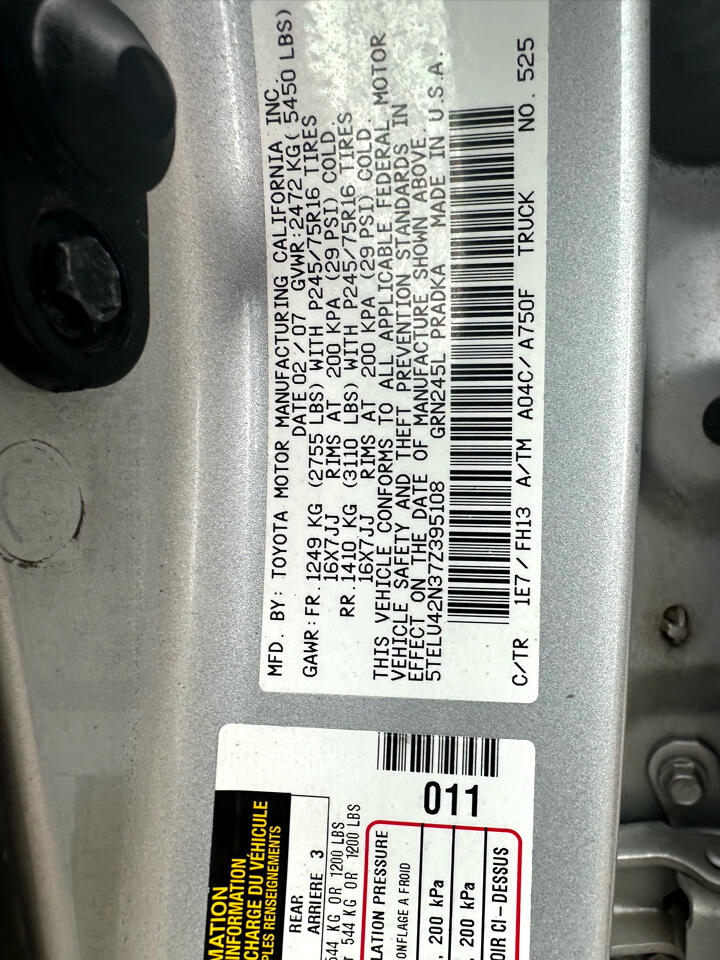 MFD. BY: TOYOTA MOTOR MANUFACTURING CALIFORNIA INC.
DATE 02 / 07 GVWR: 2472 KG ( 5450 LBS)
GAWR: FR. 1249 KG (2755 LBS) WITH P245/75R16 TIRES
16X7JJ RIMS AT 200 KPA (29 PSI) COLD.
RR. 1410 KG (3110 LBS) WITH P245/75R16 TIRES
16X7JJ RIMS AT 200 KPA (29 PSI) COLD.
THIS VEHICLE CONFORMS TO ALL APPLICABLE FEDERAL MOTOR
VEHICLE SAFETY AND THEFT PREVENTION STANDARDS IN
EFFECT ON THE DATE OF MANUFACTURE SHOWN ABOVE.
5TELU42N37Z395108 GRN245L PRADKA MADE IN U.S.A.
C/TR 1E7 / FH13 A/TM A04C / A750F TRUCK NO. 525
MATION
INFORMATION
CHARGE DU VÉHICULE
PLES RENSEIGNEMENTS
REAR
ARRIERE 3
544 KG OR 1200 LBS
544 KG OR 1200 LBS
011
LATION PRESSURE
ONFLAGE A FROID
, 200 kPa
, 200 kPa
OIR CI-DESSUS